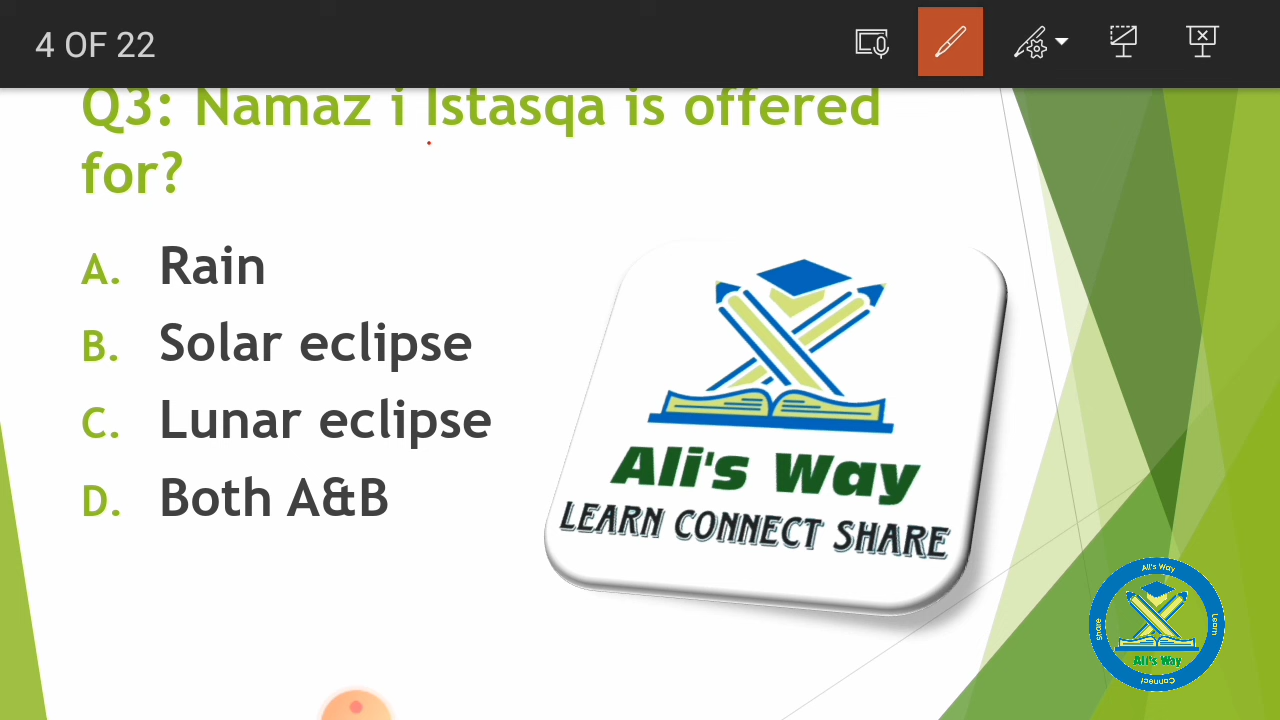 4 OF 22
Q3: Namaz i Istasqa is offered
for?
A. Rain
B. Solar eclipse
C. Lunar eclipse
D. Both A&B
Ali's Way
LEARN CONNECT SHARE
Ali's Way
Share
Learn
Ali's Way
Connect